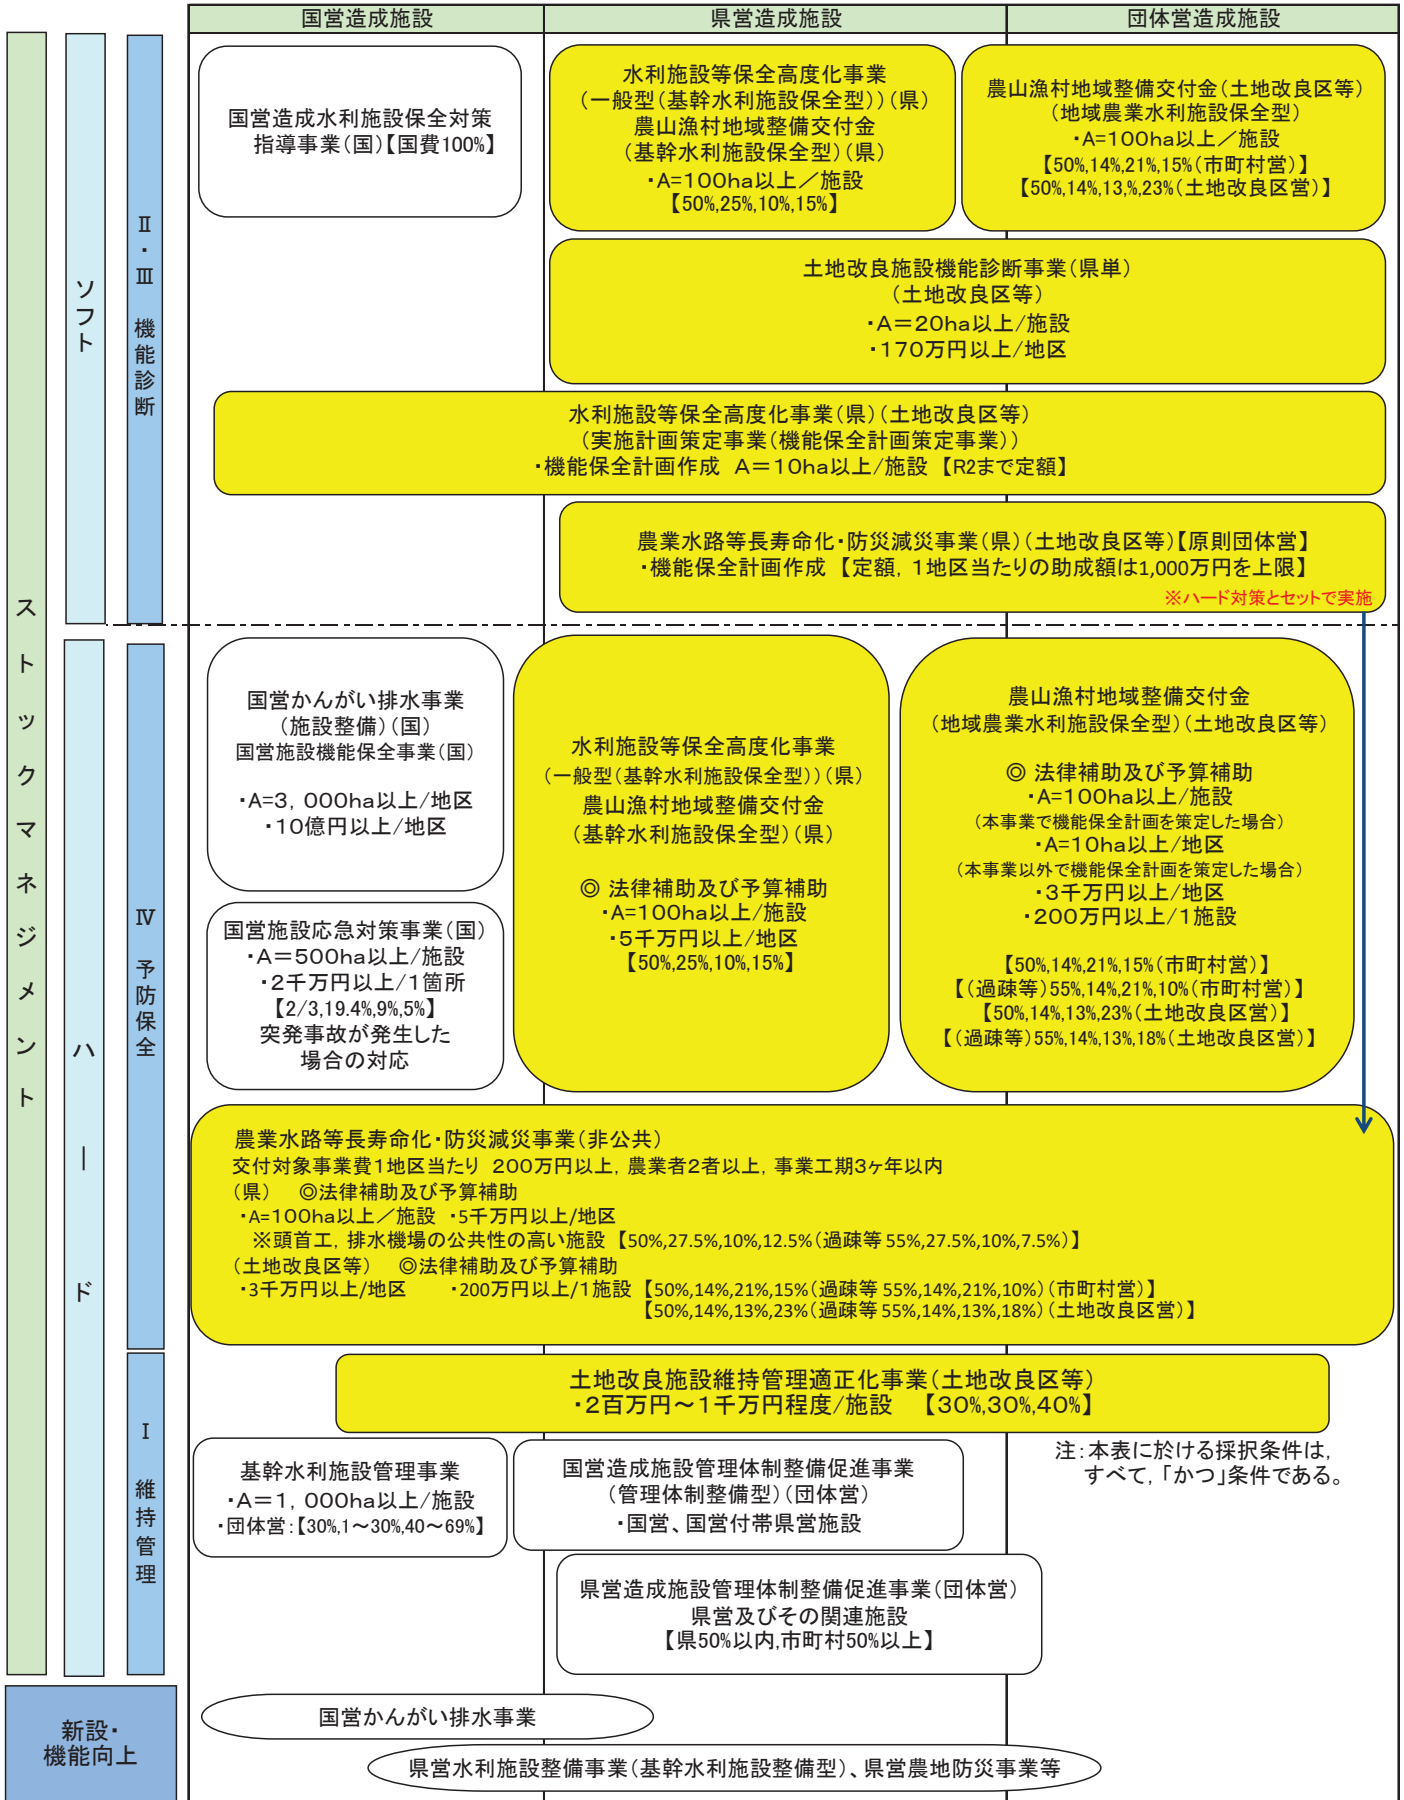 国営造成施設
県営造成施設
団体営造成施設
ストックマネジメント
ソフト
Ⅱ・Ⅲ 機能診断
国営造成水利施設保全対策
指導事業(国)【国費100%】
水利施設等保全高度化事業
(一般型(基幹水利施設保全型))(県)
農山漁村地域整備交付金
(基幹水利施設保全型)(県)
・A=100ha以上／施設
【50%,25%,10%,15%】
農山漁村地域整備交付金(土地改良区等)
(地域農業水利施設保全型)
・A=100ha以上／施設
【50%,14%,21%,15%(市町村営)】
【50%,14%,13,%,23%(土地改良区営)】
土地改良施設機能診断事業(県単)
(土地改良区等)
・A＝20ha以上/施設
・170万円以上/地区
水利施設等保全高度化事業(県)(土地改良区等)
(実施計画策定事業(機能保全計画策定事業))
・機能保全計画作成 A＝10ha以上/施設 【R2まで定額】
農業水路等長寿命化・防災減災事業(県)(土地改良区等)【原則団体営】
・機能保全計画作成 【定額，1地区当たりの助成額は1,000万円を上限】
※ハード対策とセットで実施
ハード
Ⅳ 予防保全
国営かんがい排水事業
(施設整備)(国)
国営施設機能保全事業(国)
・A=3，000ha以上/地区
・10億円以上/地区
国営施設応急対策事業(国)
・A＝500ha以上/施設
・2千万円以上/1箇所
【2/3,19.4%,9%,5%】
突発事故が発生した
場合の対応
水利施設等保全高度化事業
(一般型(基幹水利施設保全型))(県)
農山漁村地域整備交付金
(基幹水利施設保全型)(県)
◎ 法律補助及び予算補助
・A=100ha以上/施設
・5千万円以上/地区
【50%,25%,10%,15%】
農山漁村地域整備交付金
(地域農業水利施設保全型)(土地改良区等)
◎ 法律補助及び予算補助
・A=100ha以上/施設
(本事業で機能保全計画を策定した場合)
・A=10ha以上/地区
(本事業以外で機能保全計画を策定した場合)
・3千万円以上/地区
・200万円以上/1施設
【50%,14%,21%,15%(市町村営)】
【(過疎等)55%,14%,21%,10%(市町村営)】
【50%,14%,13%,23%(土地改良区営)】
【(過疎等)55%,14%,13%,18%(土地改良区営)】
農業水路等長寿命化・防災減災事業(非公共)
交付対象事業費1地区当たり 200万円以上，農業者2者以上，事業工期3ヶ年以内
(県) ◎法律補助及び予算補助
・A=100ha以上／施設 ・5千万円以上/地区
※頭首工，排水機場の公共性の高い施設 【50%,27.5%,10%,12.5%(過疎等 55%,27.5%,10%,7.5%)】
(土地改良区等) ◎法律補助及び予算補助
・3千万円以上/地区 ・200万円以上/1施設 【50%,14%,21%,15%(過疎等 55%,14%,21%,10%)(市町村営)】
【50%,14%,13%,23%(過疎等 55%,14%,13%,18%)(土地改良区営)】
Ⅰ 維持管理
土地改良施設維持管理適正化事業(土地改良区等)
・2百万円～1千万円程度/施設 【30%,30%,40%】
基幹水利施設管理事業
・A＝1，000ha以上/施設
・団体営：【30%,1～30%,40～69%】
国営造成施設管理体制整備促進事業
(管理体制整備型)(団体営)
・国営、国営付帯県営施設
注：本表に於ける採択条件は，
すべて，「かつ」条件である。
県営造成施設管理体制整備促進事業(団体営)
県営及びその関連施設
【県50%以内,市町村50%以上】
新設・
機能向上
国営かんがい排水事業
県営水利施設整備事業(基幹水利施設整備型)、県営農地防災事業等